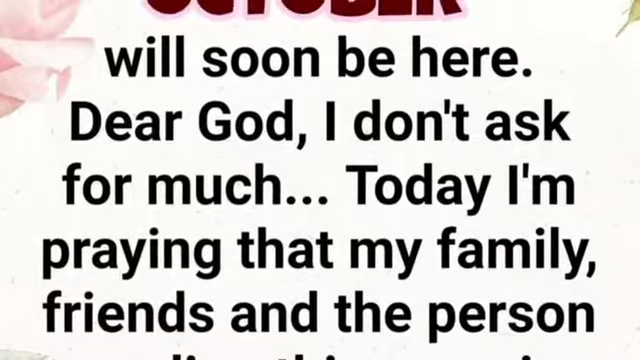 OCTOBER
will soon be here.
Dear God, I don't ask
for much... Today I'm
praying that my family,
friends and the person